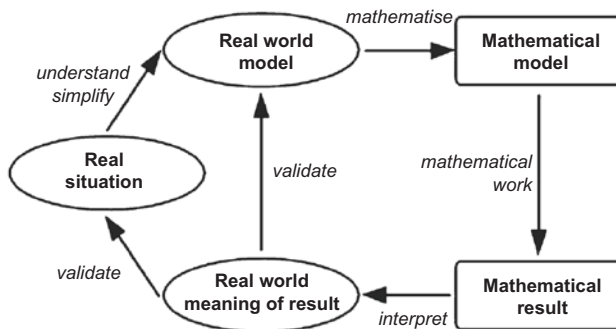 mathematise
Real world
model
Mathematical
model
understand
simplify
Real
situation
validate
mathematical
work
validate
Real world
meaning of result
interpret
Mathematical
result